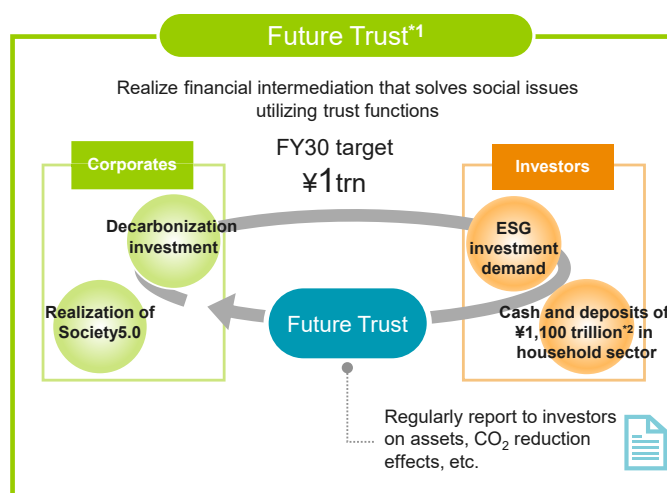 Future Trust*1
Realize financial intermediation that solves social issues
utilizing trust functions
FY30 target
¥1trn
Corporates
Decarbonization
investment
Realization of
Society5.0
Investors
ESG
investment
demand
Cash and deposits of
¥1,100 trillion*2 in
household sector
Future Trust
Regularly report to investors
on assets, CO2 reduction
effects, etc.